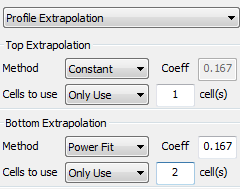 Profile Extrapolation
Top Extrapolation
Method Constant Coeff 0.167
Cells to use Only Use 1 cell(s)
Bottom Extrapolation
Method Power Fit Coeff 0.167
Cells to use Only Use 2 cell(s)